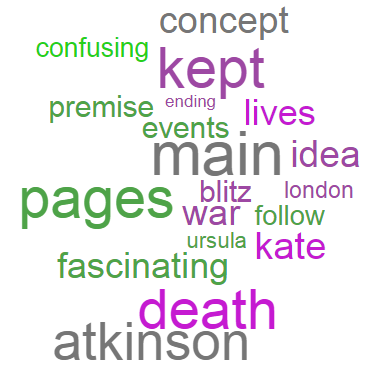 concept
confusing
kept
ending
premise
lives
events
main
idea
blitz
london
pages
war
follow
ursula
kate
fascinating
death
atkinson